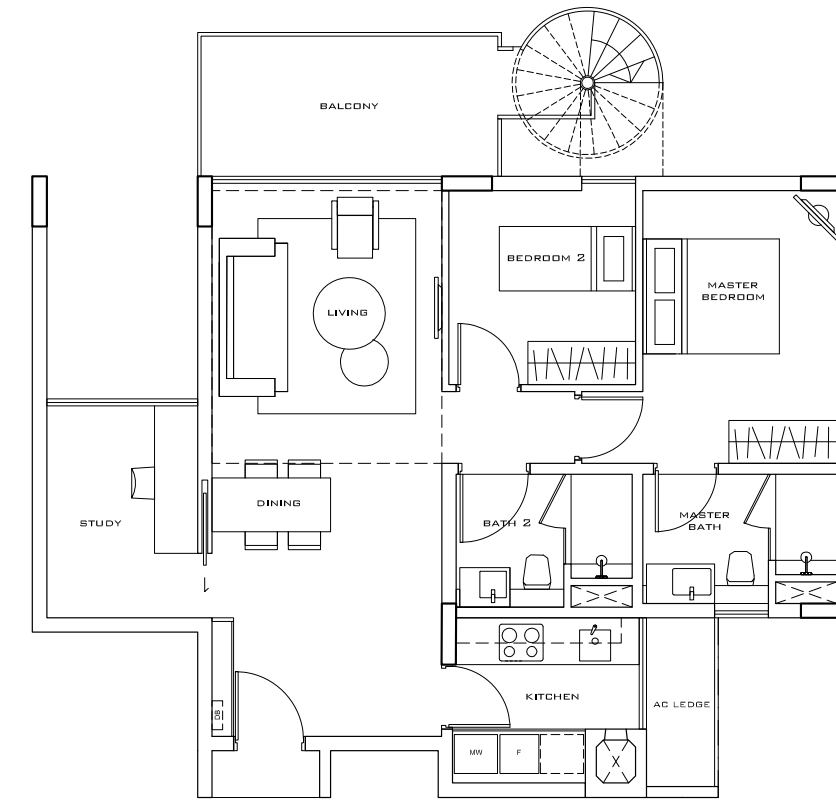 BALCONY
BEDROOM 2
MASTER
BEDROOM
LIVING
DINING
STUDY
BATH 2
MASTER
BATH
KITCHEN
AC LEDGE
DB
MW
F